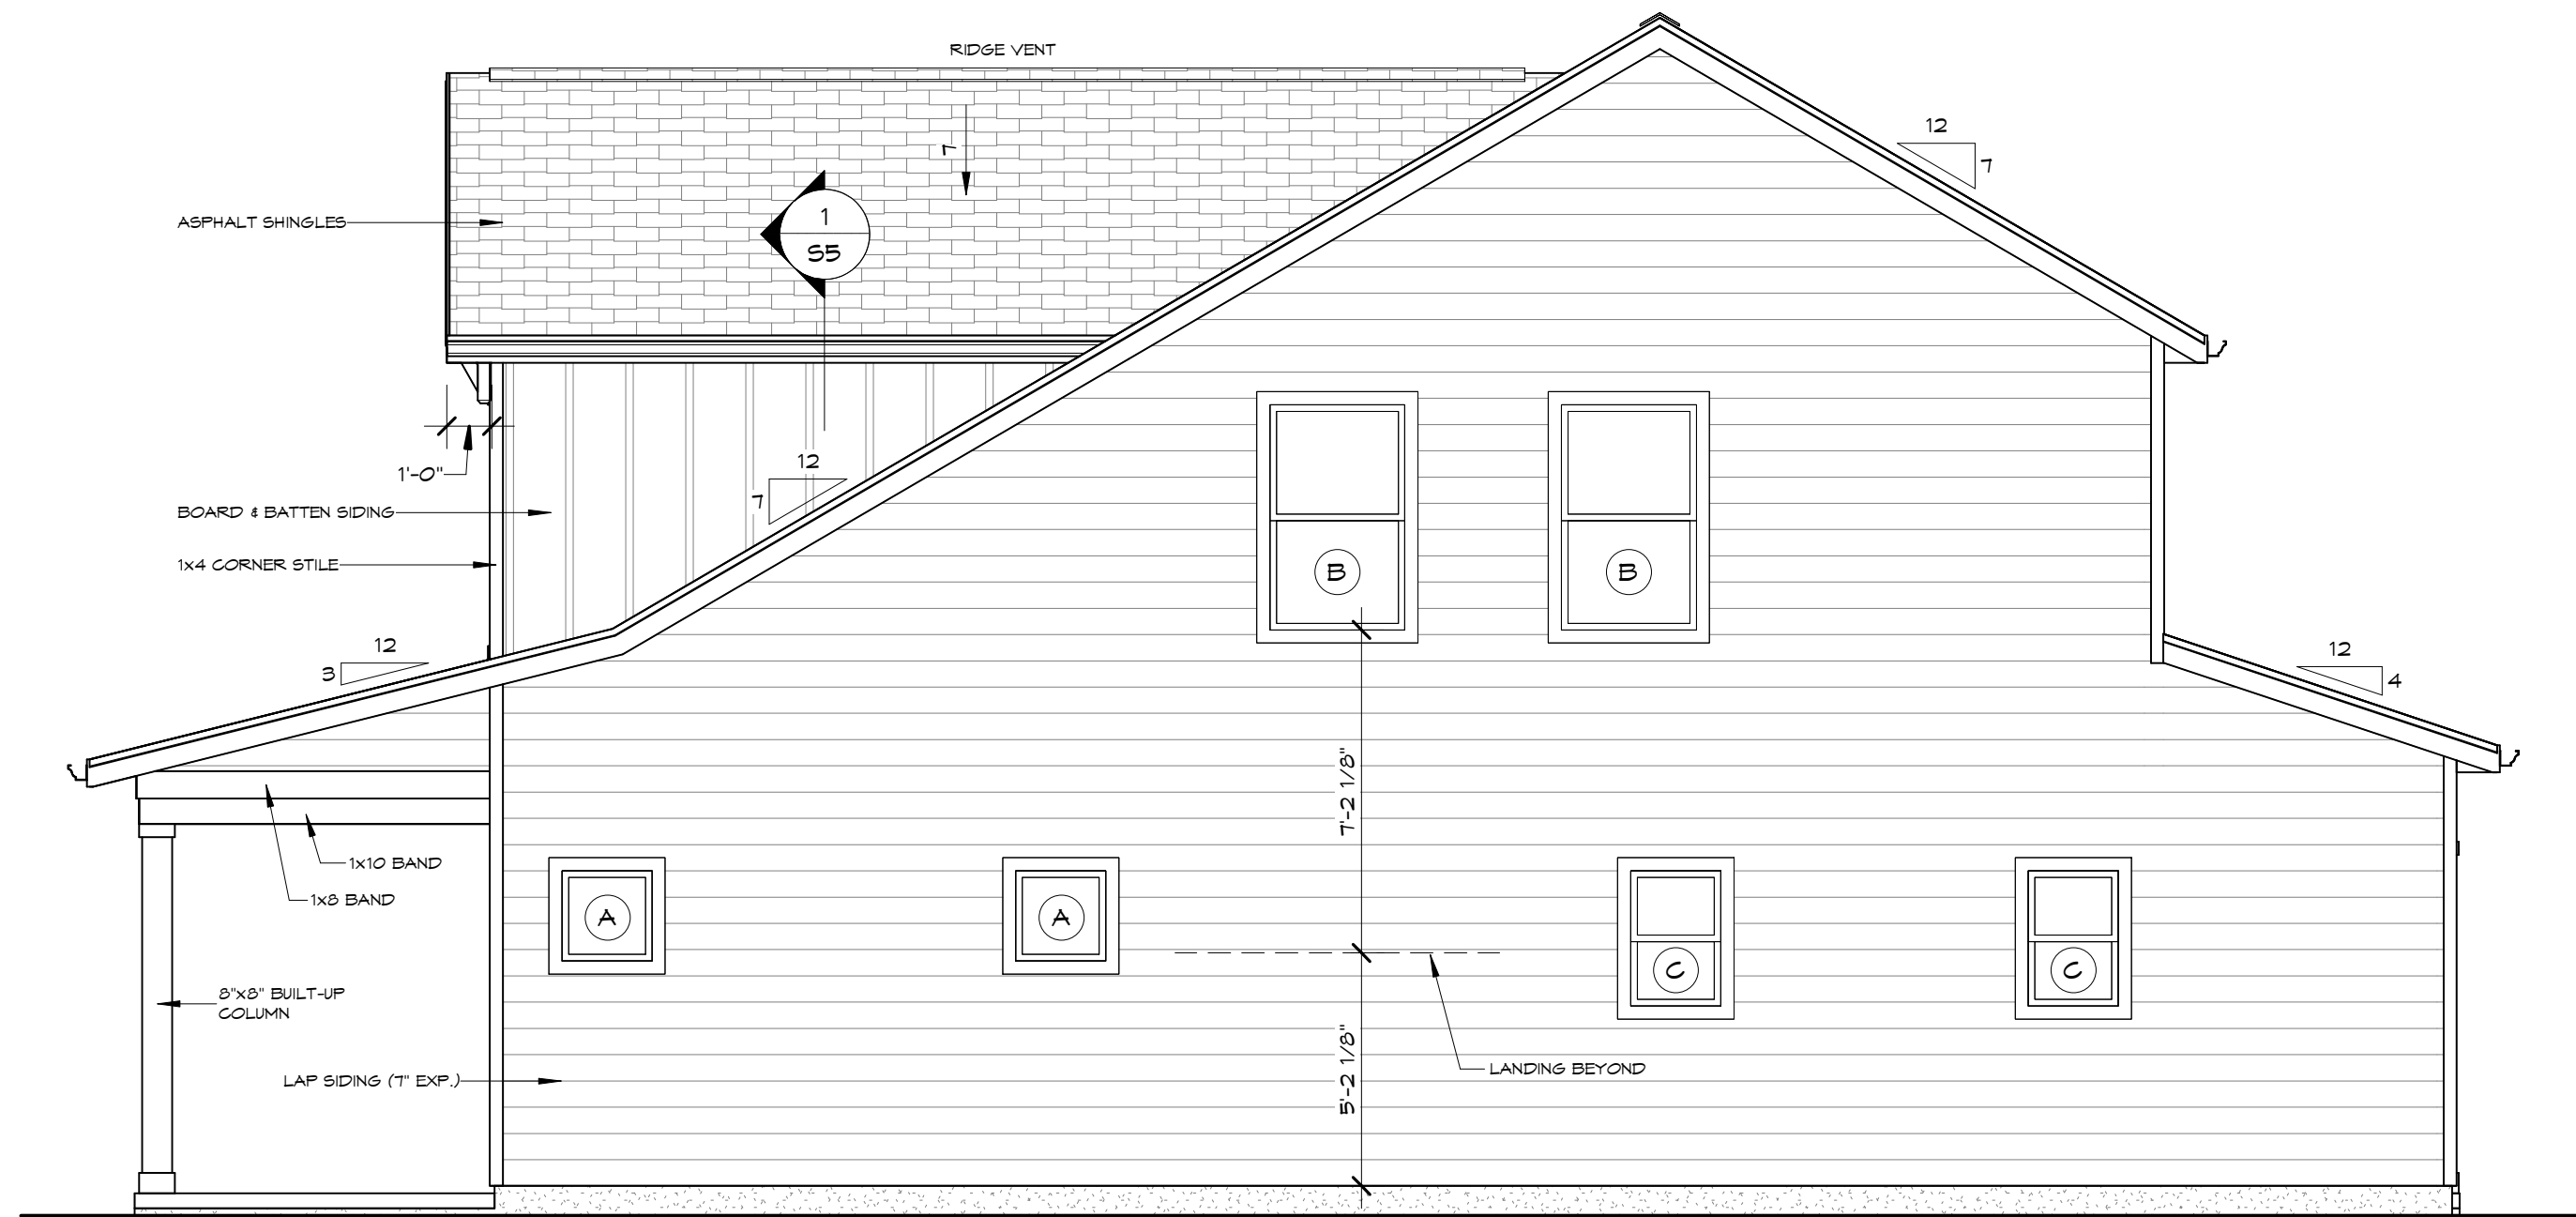 RIDGE VENT
12
7
7
ASPHALT SHINGLES
1
S5
1'-0"
12
7
BOARD & BATTEN SIDING
1x4 CORNER STILE
B
B
12
3
12
4
7'-2 1/8"
1x10 BAND
1x8 BAND
A
A
C
C
8"x8" BUILT-UP
COLUMN
5'-2 1/8"
LANDING BEYOND
LAP SIDING (7" EXP.)